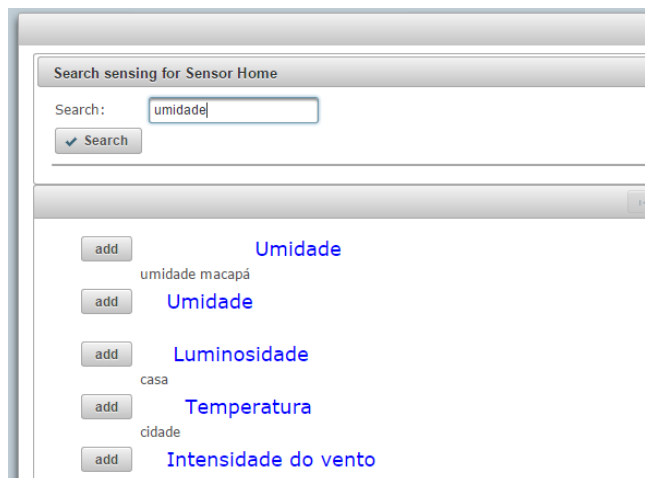 Search sensing for Sensor Home
Search: umidade
Search
add Umidade
umidade macapá
add Umidade
add Luminosidade
casa
add Temperatura
cidade
add Intensidade do vento